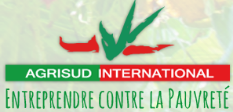 AGRISUD INTERNATIONAL
ENTREPRENDRE CONTRE LA PAUVRETÉ